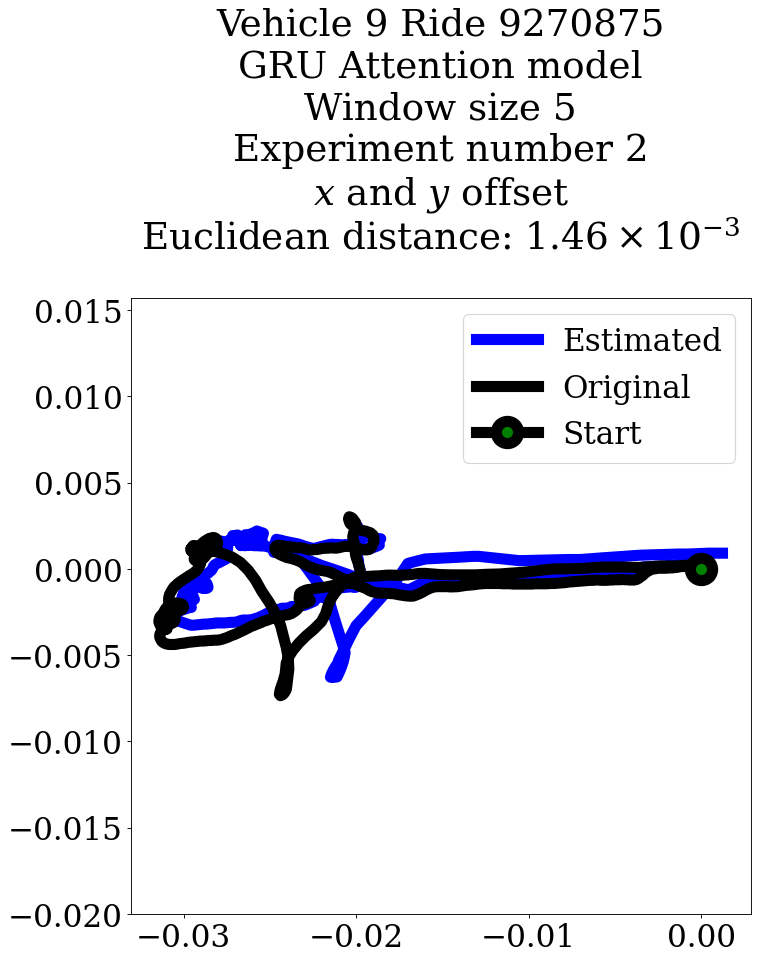 Vehicle 9 Ride 9270875
GRU Attention model
Window size 5
Experiment number 2
x and y offset
Euclidean distance: 1.46 × 10⁻³
0.015
0.010
0.005
0.000
−0.005
−0.010
−0.015
−0.020
Estimated
Original
Start
−0.03 −0.02 −0.01 0.00